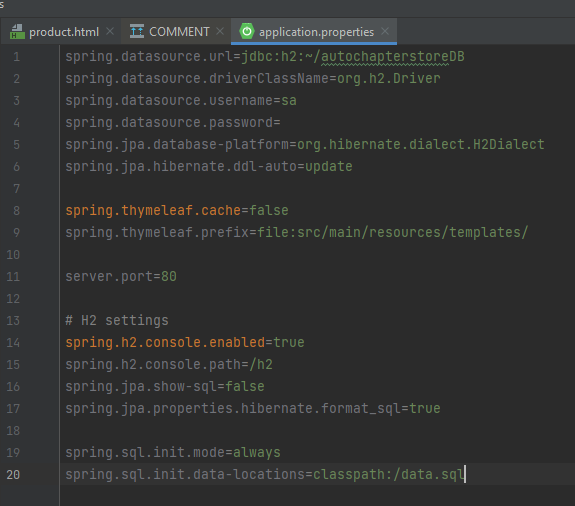 s
product.html
COMMENT
application.properties
1 spring.datasource.url=jdbc:h2:~/autochapterstoreDB
2 spring.datasource.driverClassName=org.h2.Driver
3 spring.datasource.username=sa
4 spring.datasource.password=
5 spring.jpa.database-platform=org.hibernate.dialect.H2Dialect
6 spring.jpa.hibernate.ddl-auto=update
7
8 spring.thymeleaf.cache=false
9 spring.thymeleaf.prefix=file:src/main/resources/templates/
10
11 server.port=80
12
13 # H2 settings
14 spring.h2.console.enabled=true
15 spring.h2.console.path=/h2
16 spring.jpa.show-sql=false
17 spring.jpa.properties.hibernate.format_sql=true
18
19 spring.sql.init.mode=always
20 spring.sql.init.data-locations=classpath:/data.sql